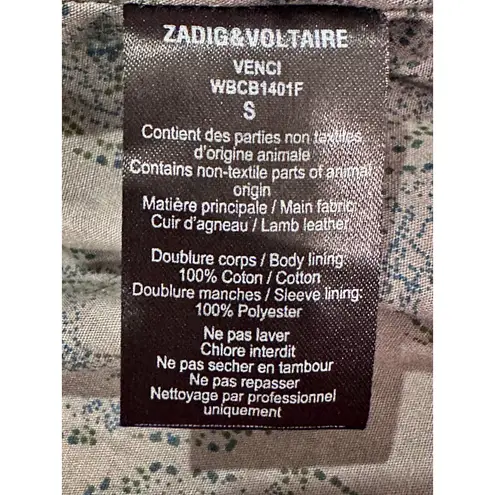 ZADIG&VOLTAIRE
VENCI
WBCB1401F
S
Contient des parties non textiles
d'origine animale
Contains non-textile parts of animal
origin
Matière principale / Main fabric:
Cuir d'agneau / Lamb leather
Doublure corps / Body lining:
100% Coton / Cotton
Doublure manches / Sleeve lining:
100% Polyester
Ne pas laver
Chlore interdit
Ne pas secher en tambour
Ne pas repasser
Nettoyage par professionnel
uniquement